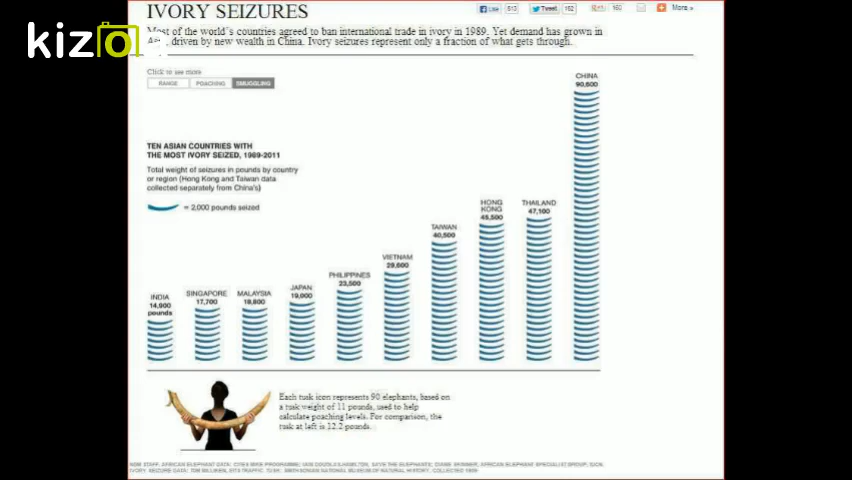 IVORY SEIZURES
Like 813 Tweet 182 +1 160 More »
Most of the world's countries agreed to ban international trade in ivory in 1989. Yet demand has grown in
driven by new wealth in China. Ivory seizures represent only a fraction of what gets through.
kizoa
Click to see more
RANGE POACHING SMUGGLING
TEN ASIAN COUNTRIES WITH
THE MOST IVORY SEIZED, 1989-2011
Total weight of seizures in pounds by country
or region (Hong Kong and Taiwan data
collected separately from China's)
= 2,000 pounds seized
INDIA
14,900
pounds
SINGAPORE
17,700
MALAYSIA
18,800
JAPAN
19,000
PHILIPPINES
23,500
VIETNAM
29,600
TAIWAN
40,500
HONG
KONG
45,500
THAILAND
47,100
CHINA
90,600
Each tusk icon represents 90 elephants, based on
a tusk weight of 11 pounds, used to help
calculate poaching levels. For comparison, the
tusk at left is 12.2 pounds.